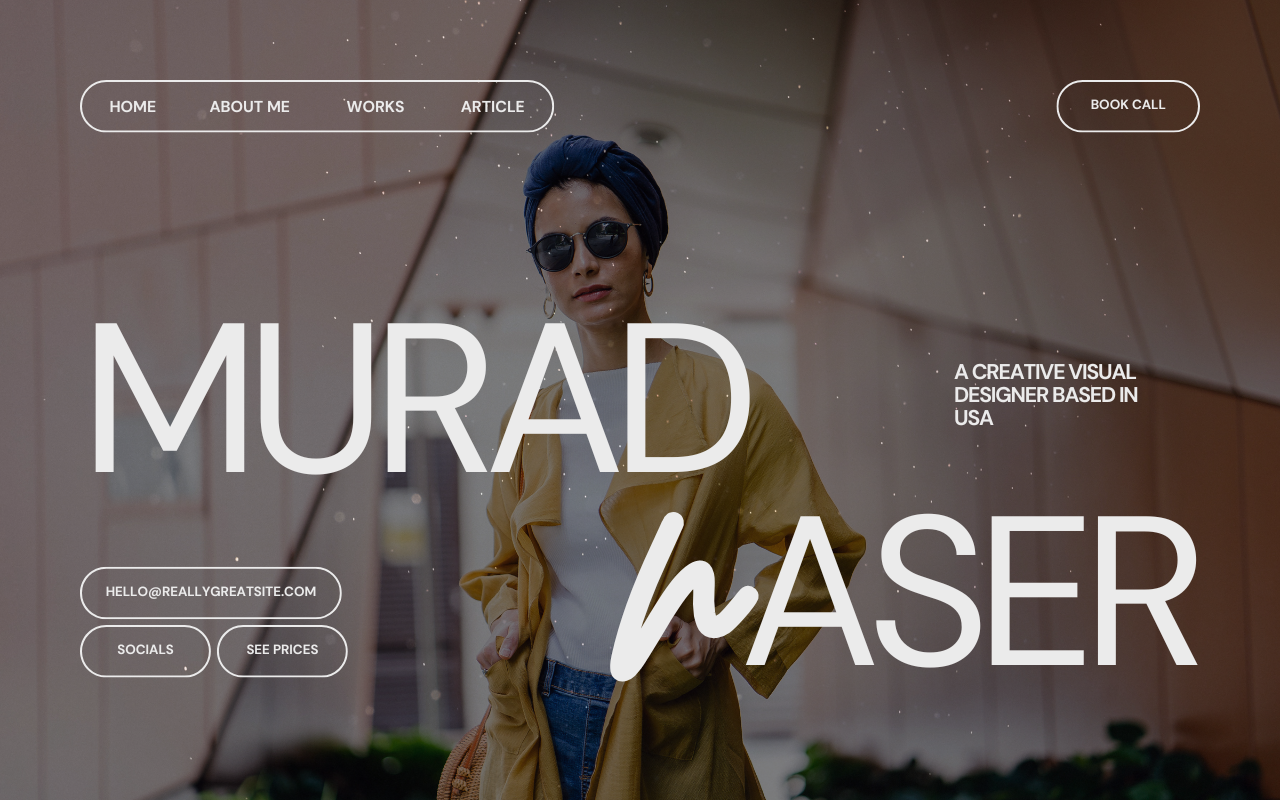 HOME ABOUT ME WORKS ARTICLE
BOOK CALL
MURAD
A CREATIVE VISUAL
DESIGNER BASED IN
USA
nASER
HELLO@REALLYGREATSITE.COM
SOCIALS SEE PRICES